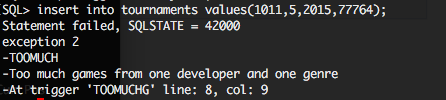 SQL> insert into tournaments values(1011,5,2015,77764);
Statement failed, SQLSTATE = 42000
exception 2
-TOOMUCH
-Too much games from one developer and one genre
-At trigger 'TOOMUCHG' line: 8, col: 9